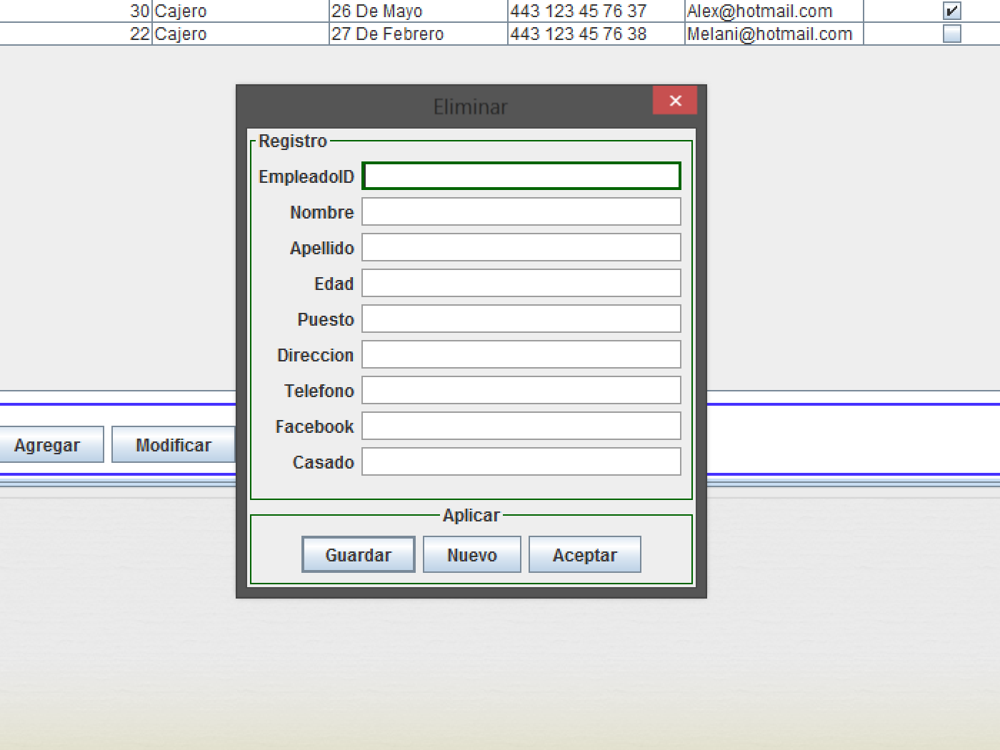 30 Cajero 26 De Mayo 443 123 45 76 37 Alex@hotmail.com
22 Cajero 27 De Febrero 443 123 45 76 38 Melani@hotmail.com
Eliminar
Registro
EmpleadoID
Nombre
Apellido
Edad
Puesto
Direccion
Telefono
Facebook
Casado
Agregar Modificar
Aplicar
Guardar Nuevo Aceptar